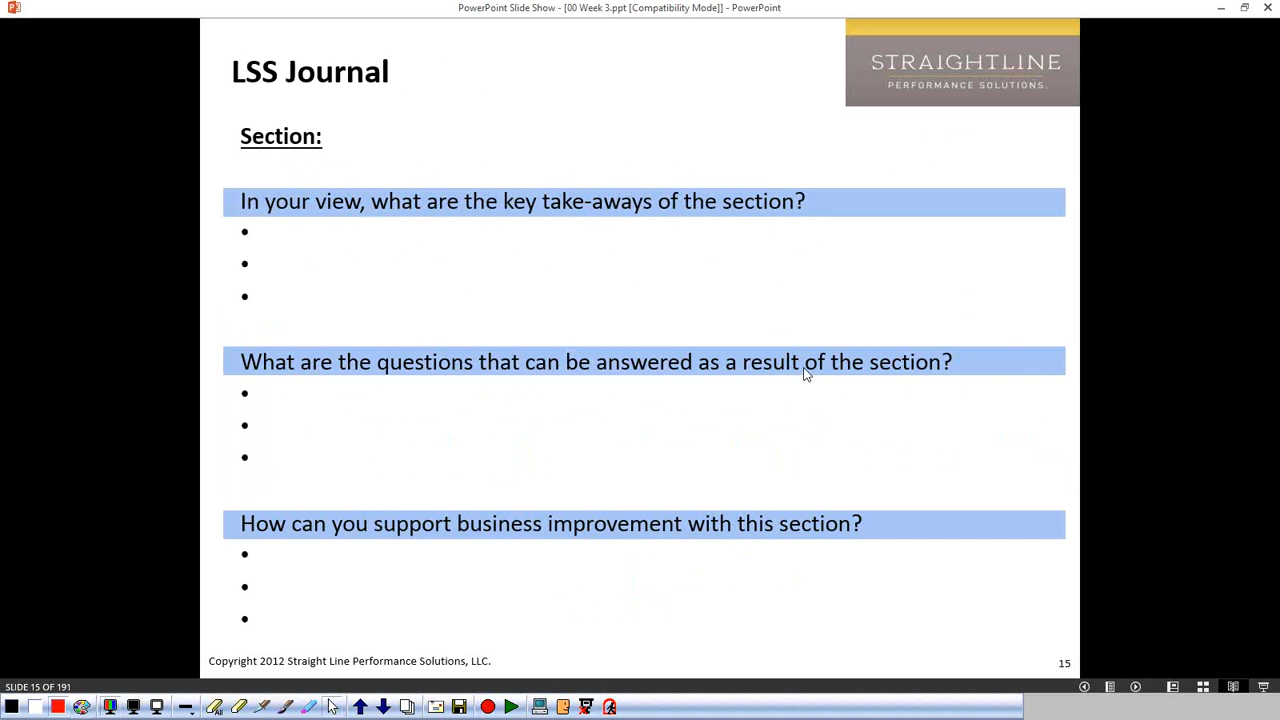 PowerPoint Slide Show - [00 Week 3.ppt [Compatibility Mode]] - PowerPoint
LSS Journal
STRAIGHTLINE
PERFORMANCE SOLUTIONS.
Section:
In your view, what are the key take-aways of the section?
•
•
•
What are the questions that can be answered as a result of the section?
•
•
•
How can you support business improvement with this section?
•
•
•
Copyright 2012 Straight Line Performance Solutions, LLC.
15
SLIDE 15 OF 191